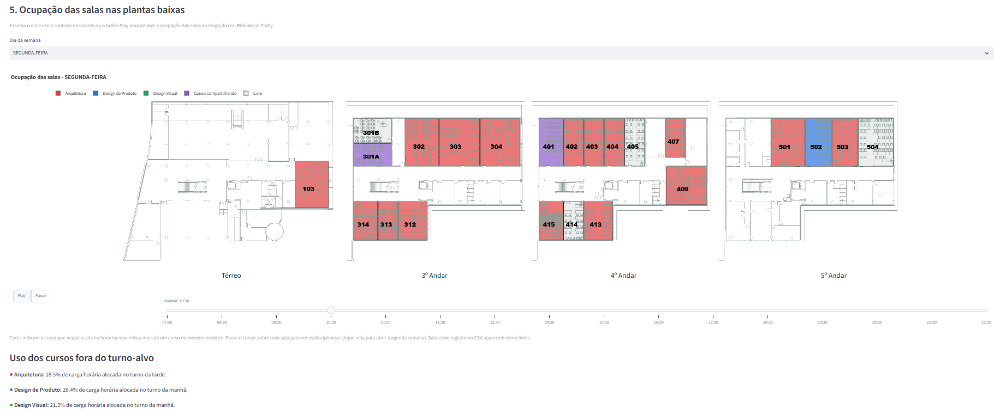 5. Ocupação das salas nas plantas baixas
Escolha o dia e use o controle deslizante ou o botão Play para animar a ocupação das salas ao longo do dia. Biblioteca: Plotly.
Dia da semana
SEGUNDA-FEIRA
Ocupação das salas - SEGUNDA-FEIRA
Arquitetura Design de Produto Design Visual Cursos compartilhando Livre
301B
301A
302 303 304
401 402 403 404 405 407
501 502 503 504
103
409
314 313 312
415 414 413
Térreo 3º Andar 4º Andar 5º Andar
Play Pause
Horário: 10:30
07:30 08:30 09:30 10:30 11:30 12:30 13:30 14:30 15:30 16:30 17:30 18:30 19:30 20:30 21:30 22:30
Cores indicam o curso que ocupa a sala no horário; roxo indica mais de um curso no mesmo encontro. Passe o cursor sobre uma sala para ver as disciplinas e clique nela para abrir a agenda semanal. Salas sem registro no CSV aparecem como livres.
Uso dos cursos fora do turno-alvo
Arquitetura: 18.5% de carga horária alocada no turno da tarde.
Design de Produto: 28.4% de carga horária alocada no turno da manhã.
Design Visual: 21.3% de carga horária alocada no turno da manhã.